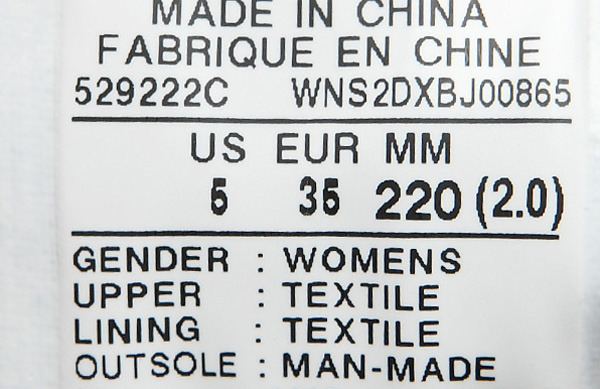 MADE IN CHINA
FABRIQUE EN CHINE
529222C WNS2DXBJ00865
US EUR MM
5 35 220 (2.0)
GENDER : WOMENS
UPPER : TEXTILE
LINING : TEXTILE
OUTSOLE : MAN-MADE